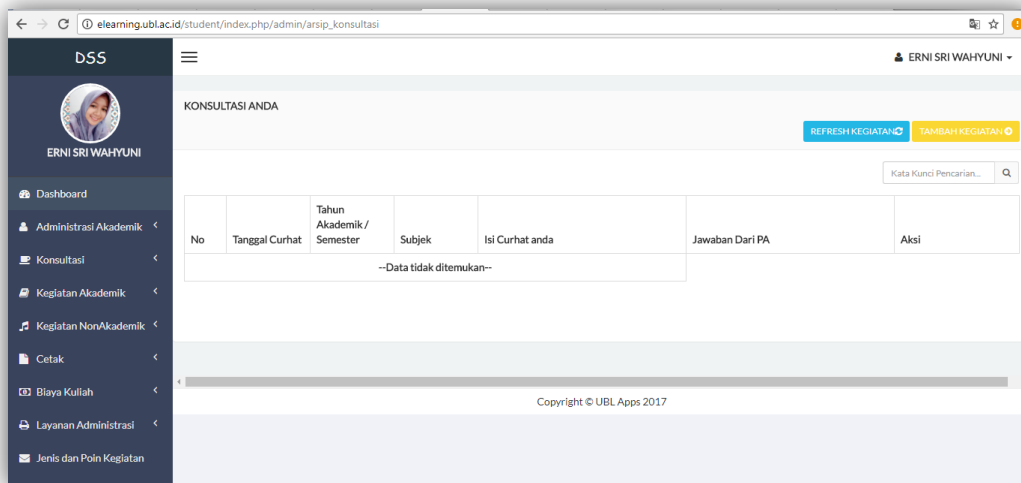 elearning.ubl.ac.id/student/index.php/admin/arsip_konsultasi
DSS
ERNI SRI WAHYUNI
ERNI SRI WAHYUNI
Dashboard
Administrasi Akademik
Konsultasi
Kegiatan Akademik
Kegiatan NonAkademik
Cetak
Biaya Kuliah
Layanan Administrasi
Jenis dan Poin Kegiatan
KONSULTASI ANDA
REFRESH KEGIATAN TAMBAH KEGIATAN
Kata Kunci Pencarian...
No Tanggal Curhat Tahun Akademik / Semester Subjek Isi Curhat anda Jawaban Dari PA Aksi
--Data tidak ditemukan--
Copyright © UBL Apps 2017